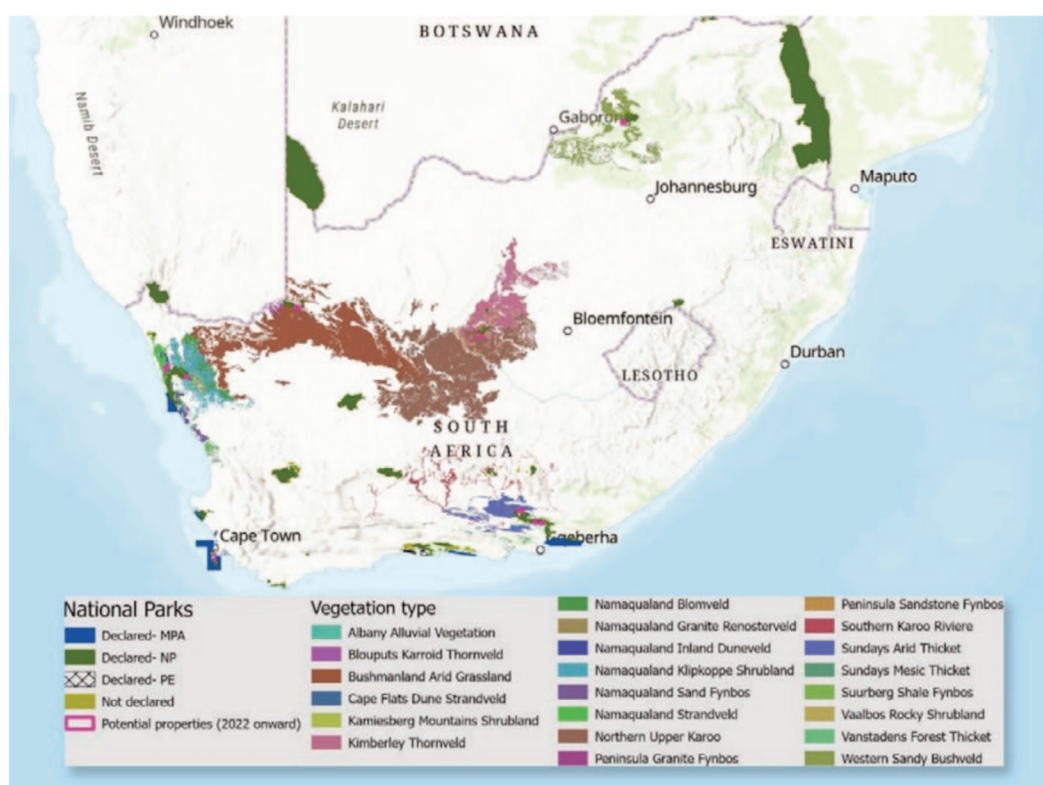 Windhoek
BOTSWANA
Namib Desert
Kalahari
Desert
Gaborone
Johannesburg
Maputo
ESWATINI
Bloemfontein
Durban
LESOTHO
SOUTH
AFRICA
Cape Town
Gqeberha
National Parks
Declared- MPA
Declared- NP
Declared- PE
Not declared
Potential properties (2022 onward)
Vegetation type
Albany Alluvial Vegetation
Blouputs Karroid Thornveld
Bushmanland Arid Grassland
Cape Flats Dune Strandveld
Kamiesberg Mountains Shrubland
Kimberley Thornveld
Namaqualand Blomveld
Namaqualand Granite Renosterveld
Namaqualand Inland Duneveld
Namaqualand Klipkoppe Shrubland
Namaqualand Sand Fynbos
Namaqualand Strandveld
Northern Upper Karoo
Peninsula Granite Fynbos
Peninsula Sandstone Fynbos
Southern Karoo Riviere
Sundays Arid Thicket
Sundays Mesic Thicket
Suurberg Shale Fynbos
Vaalbos Rocky Shrubland
Vanstadens Forest Thicket
Western Sandy Bushveld